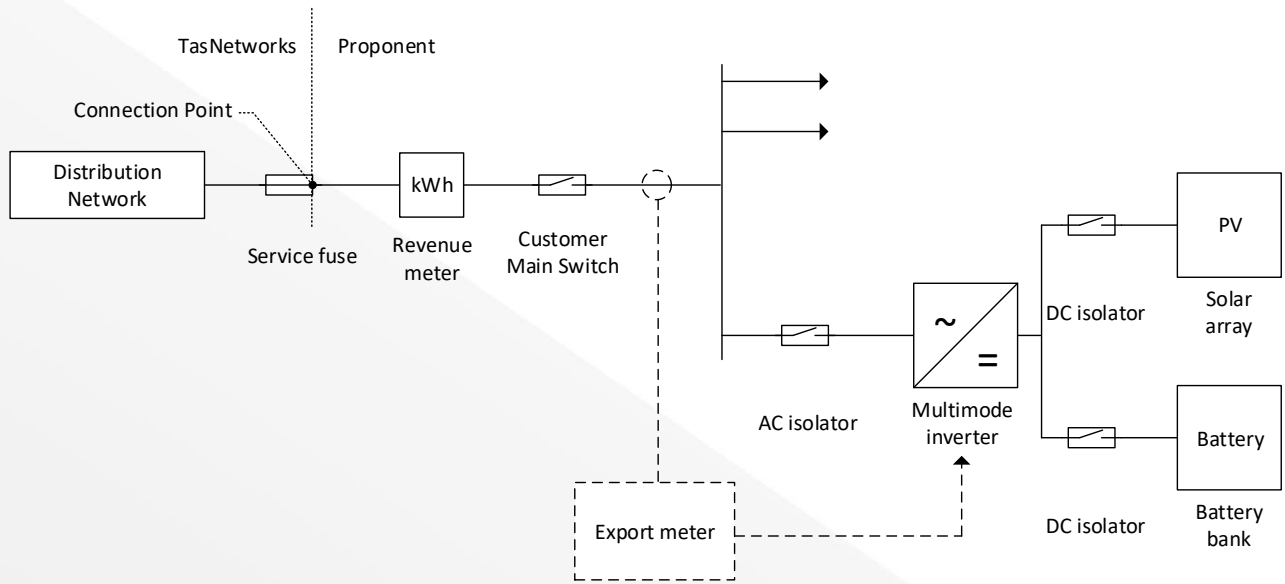 TasNetworks
Proponent
Connection Point
Distribution
Network
kWh
Service fuse
Revenue
meter
Customer
Main Switch
PV
Solar
array
DC isolator
~
=
AC isolator
Multimode
inverter
Battery
Battery
bank
DC isolator
Export meter